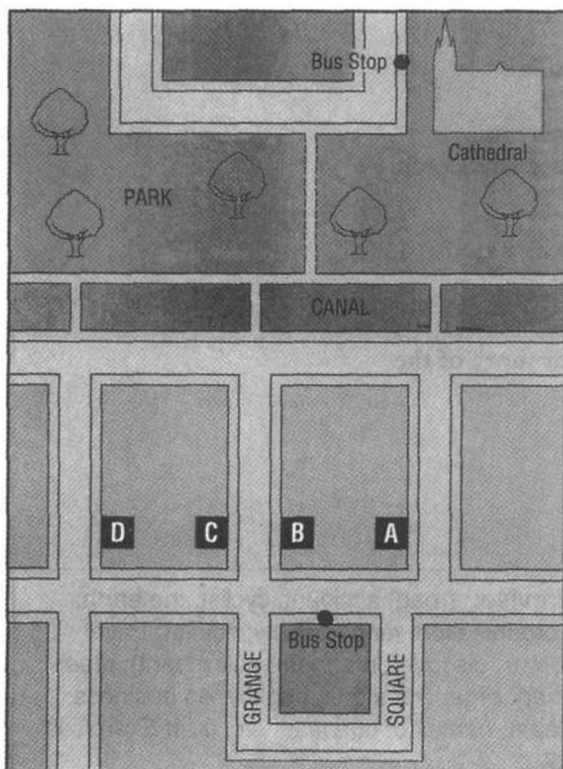 Bus Stop
Cathedral
PARK
CANAL
D
C
B
A
Bus Stop
GRANGE
SQUARE